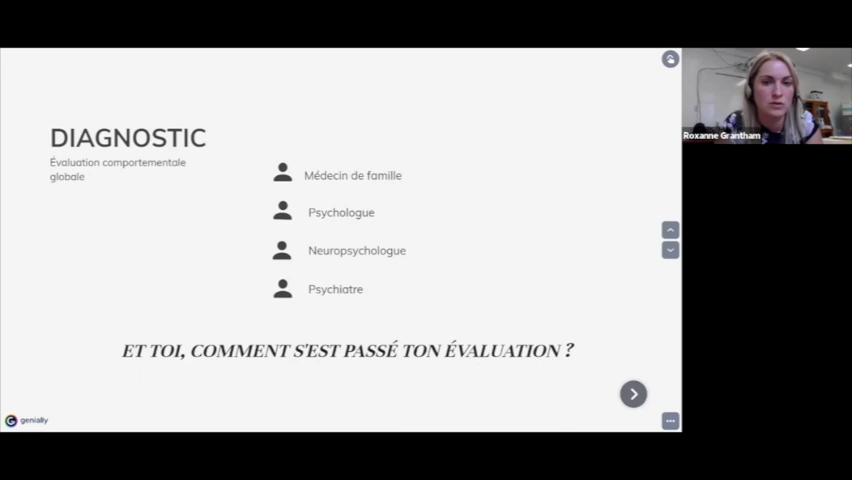 DIAGNOSTIC
Évaluation comportementale
globale
Médecin de famille
Psychologue
Neuropsychologue
Psychiatre
ET TOI, COMMENT S'EST PASSÉ TON ÉVALUATION ?
genially
Roxanne Grantham